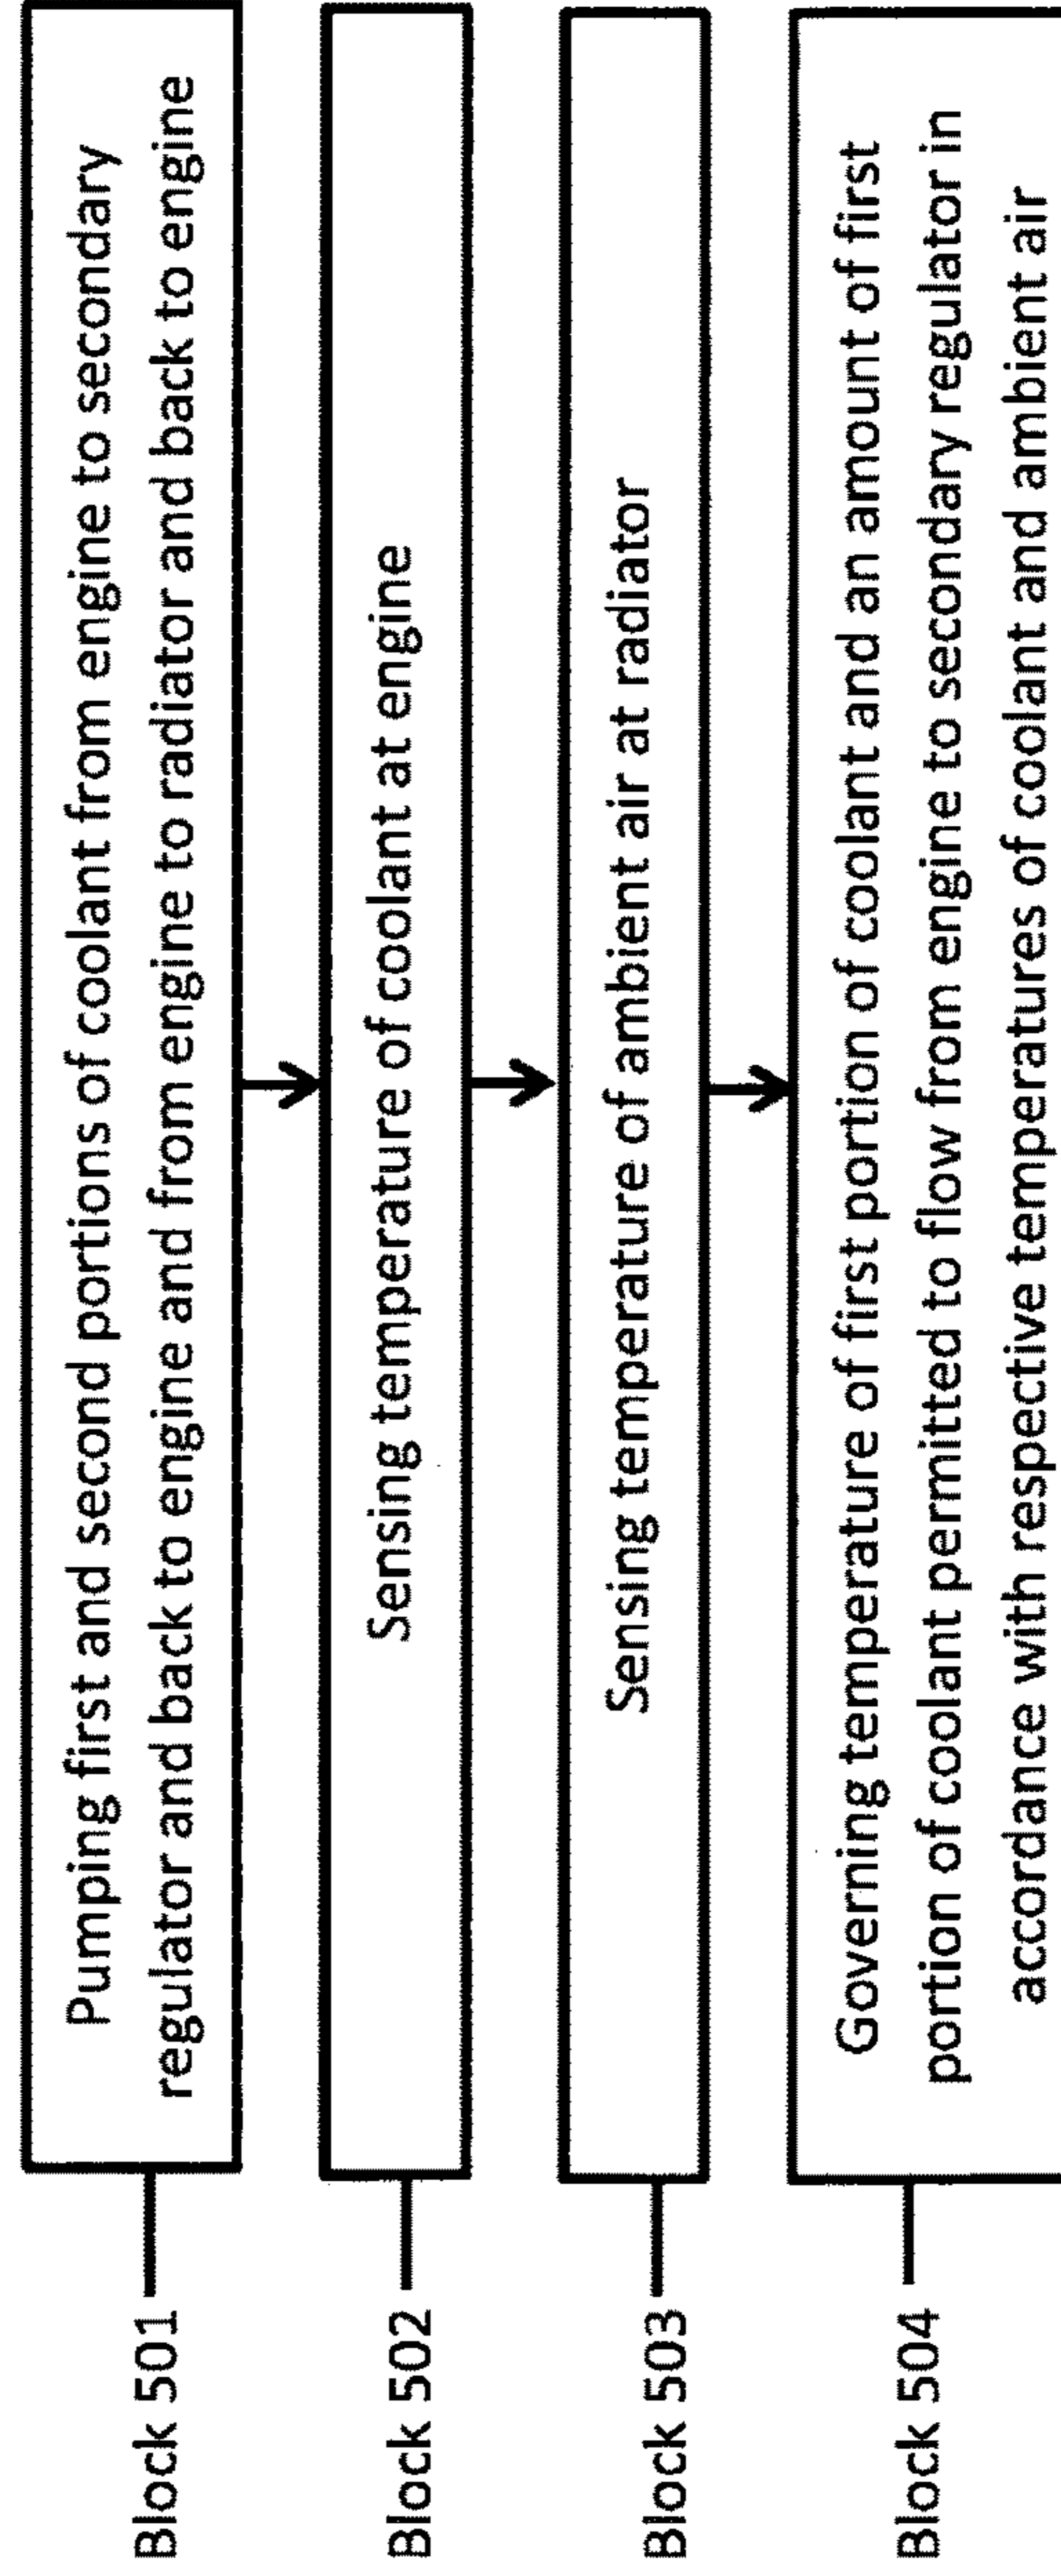 Block 501
Pumping first and second portions of coolant from engine to secondary
regulator and back to engine and from engine to radiator and back to engine
Block 502
Sensing temperature of coolant at engine
Block 503
Sensing temperature of ambient air at radiator
Block 504
Governing temperature of first portion of coolant and an amount of first
portion of coolant permitted to flow from engine to secondary regulator in
accordance with respective temperatures of coolant and ambient air